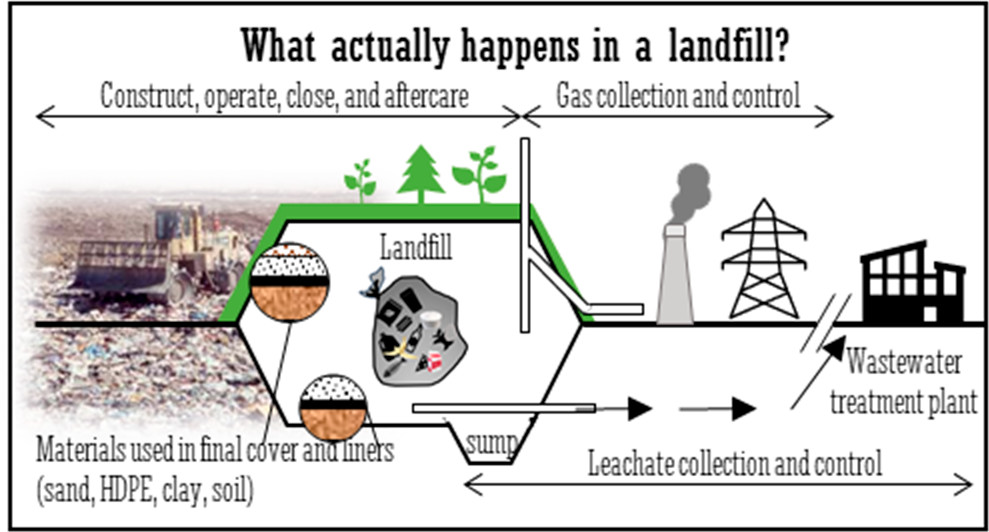 What actually happens in a landfill?
Construct, operate, close, and aftercare
Gas collection and control
Landfill
Wastewater
treatment plant
sump
Materials used in final cover and liners
(sand, HDPE, clay, soil)
Leachate collection and control